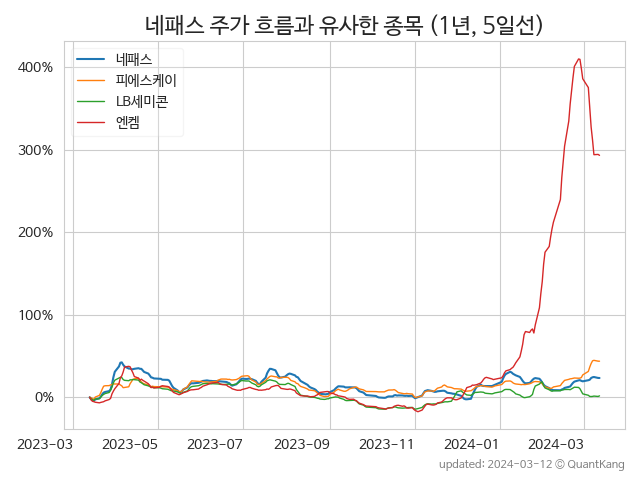 네패스 주가 흐름과 유사한 종목 (1년, 5일선)
네패스
피에스케이
LB세미콘
엔켐
400%
300%
200%
100%
0%
2023-03
2023-05
2023-07
2023-09
2023-11
2024-01
2024-03
updated: 2024-03-12 © QuantKang